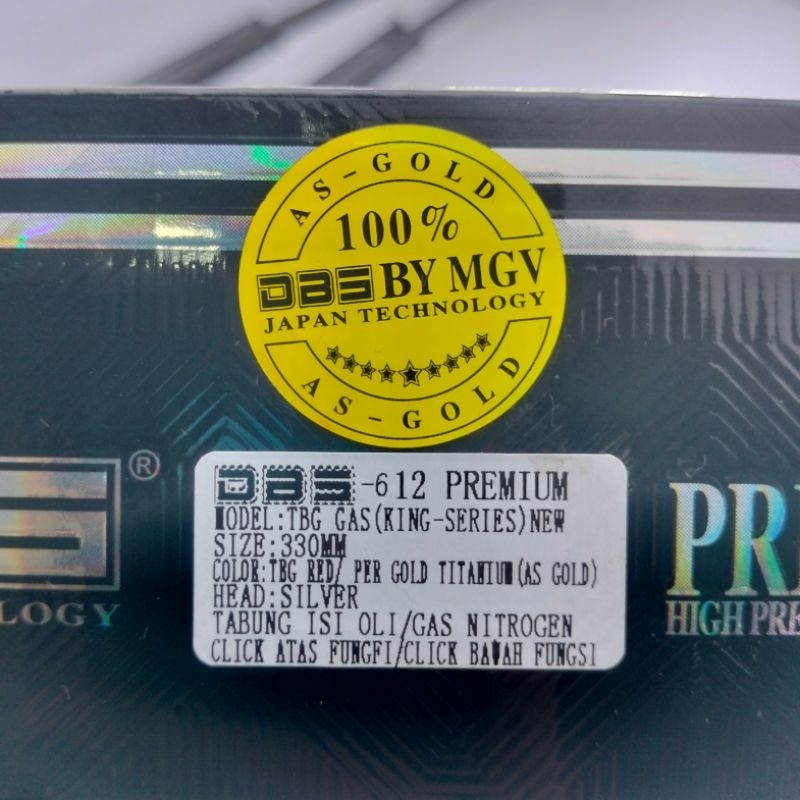 AS-GOLD
100%
DBS BY MGV
JAPAN TECHNOLOGY
AS-GOLD
®
LOGY
DBS-612 PREMIUM
MODEL:TBG GAS(KING-SERIES)NEW
SIZE:330MM
COLOR:TBG RED/ PER GOLD TITANIUM(AS GOLD)
HEAD:SILVER
TABUNG ISI OLI/GAS NITROGEN
CLICK ATAS FUNGFI/CLICK BAWAH FUNGSI
PRE
HIGH PRE